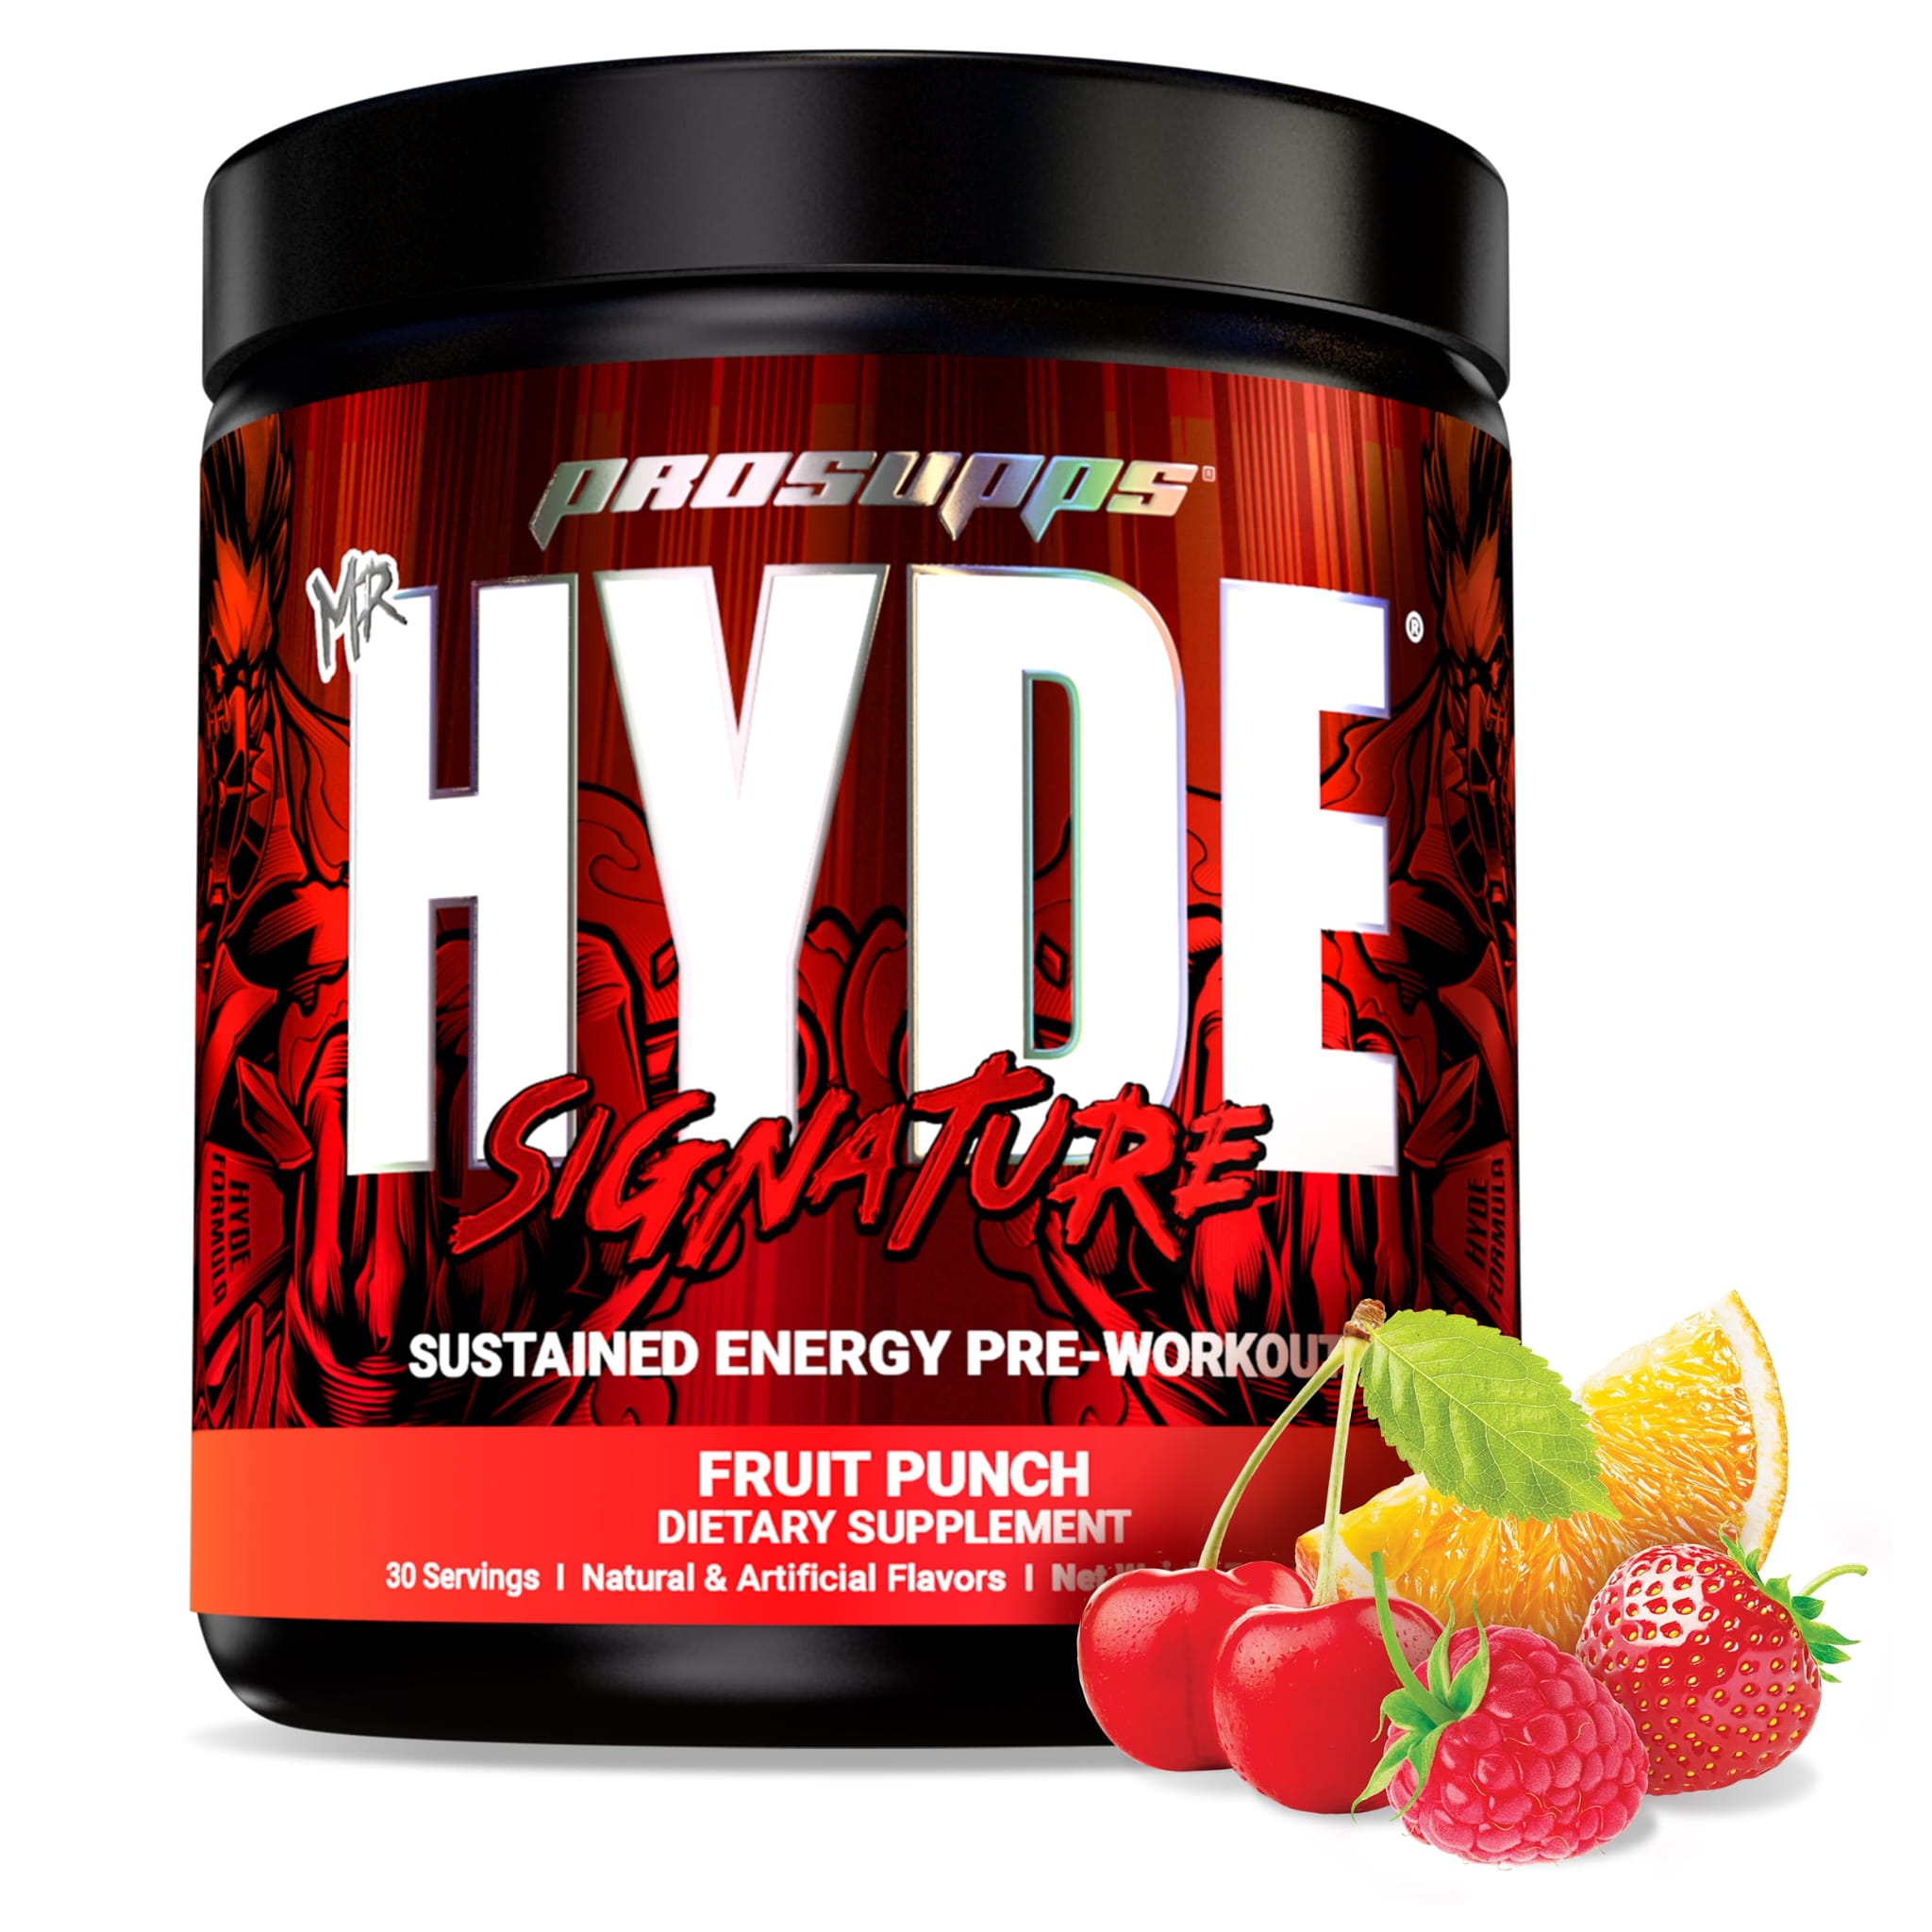 PROSUPPS®
MR
HYDE®
SIGNATURE
HYDE
FORMULA
HYDE
FORMULA
SUSTAINED ENERGY PRE-WORKOUT
FRUIT PUNCH
DIETARY SUPPLEMENT
30 Servings | Natural & Artificial Flavors | Net